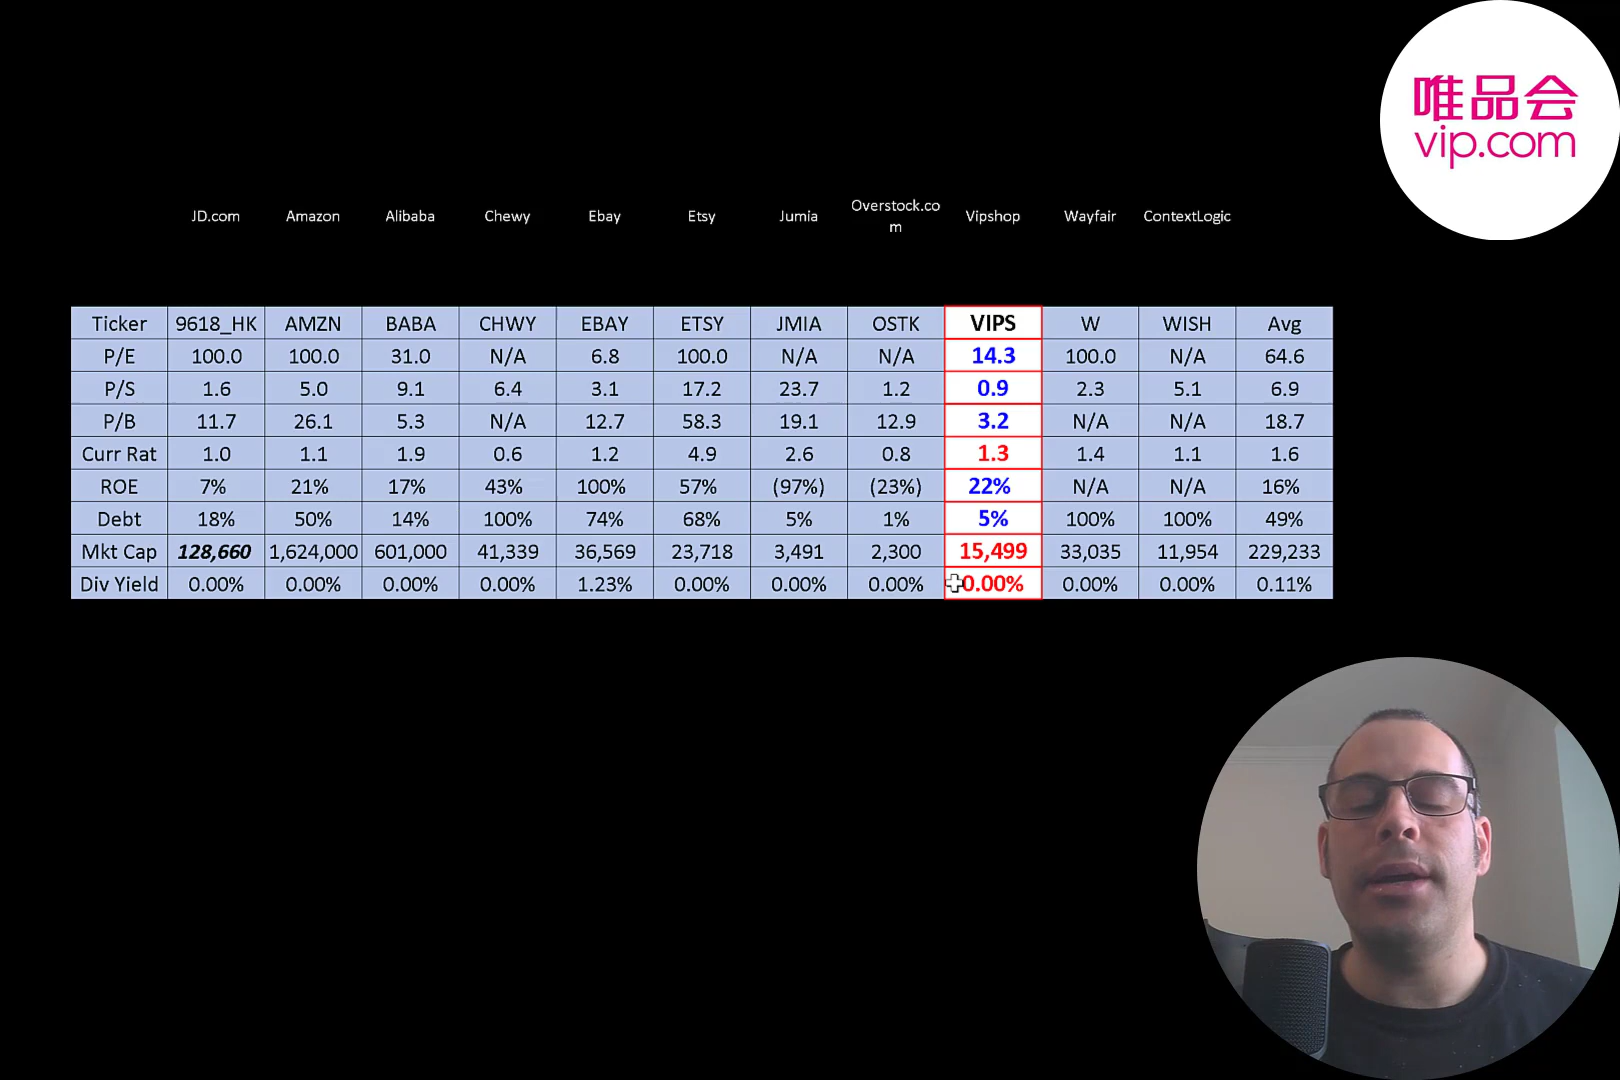 唯品会
vip.com
JD.com Amazon Alibaba Chewy Ebay Etsy Jumia Overstock.co
m Vipshop Wayfair ContextLogic
Ticker 9618_HK AMZN BABA CHWY EBAY ETSY JMIA OSTK VIPS W WISH Avg
P/E 100.0 100.0 31.0 N/A 6.8 100.0 N/A N/A 14.3 100.0 N/A 64.6
P/S 1.6 5.0 9.1 6.4 3.1 17.2 23.7 1.2 0.9 2.3 5.1 6.9
P/B 11.7 26.1 5.3 N/A 12.7 58.3 19.1 12.9 3.2 N/A N/A 18.7
Curr Rat 1.0 1.1 1.9 0.6 1.2 4.9 2.6 0.8 1.3 1.4 1.1 1.6
ROE 7% 21% 17% 43% 100% 57% (97%) (23%) 22% N/A N/A 16%
Debt 18% 50% 14% 100% 74% 68% 5% 1% 5% 100% 100% 49%
Mkt Cap 128,660 1,624,000 601,000 41,339 36,569 23,718 3,491 2,300 15,499 33,035 11,954 229,233
Div Yield 0.00% 0.00% 0.00% 0.00% 1.23% 0.00% 0.00% 0.00% 0.00% 0.00% 0.00% 0.11%